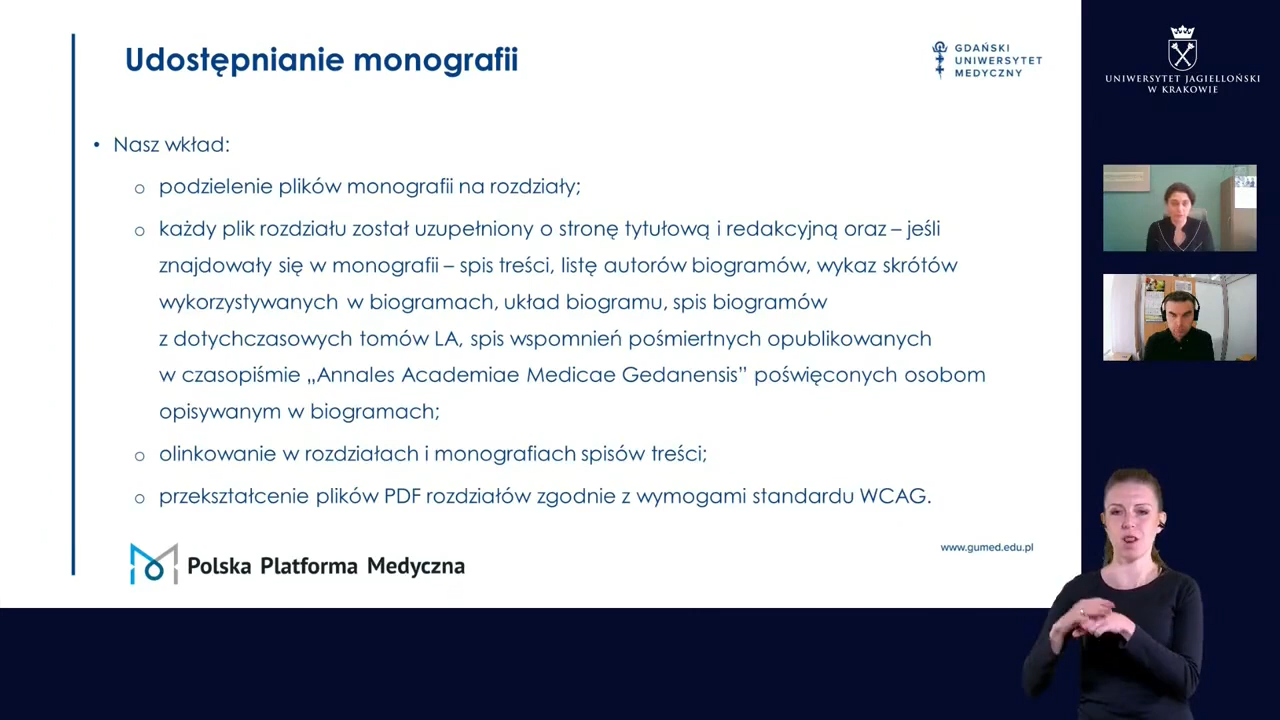 Udostępnianie monografii
GDAŃSKI
UNIWERSYTET
MEDYCZNY
UNIWERSYTET JAGIELLOŃSKI
W KRAKOWIE
• Nasz wkład:
o podzielenie plików monografii na rozdziały;
o każdy plik rozdziału został uzupełniony o stronę tytułową i redakcyjną oraz – jeśli
znajdowały się w monografii – spis treści, listę autorów biogramów, wykaz skrótów
wykorzystywanych w biogramach, układ biogramu, spis biogramów
z dotychczasowych tomów LA, spis wspomnień pośmiertnych opublikowanych
w czasopiśmie „Annales Academiae Medicae Gedanensis” poświęconych osobom
opisywanym w biogramach;
o olinkowanie w rozdziałach i monografiach spisów treści;
o przekształcenie plików PDF rozdziałów zgodnie z wymogami standardu WCAG.
www.gumed.edu.pl
Polska Platforma Medyczna